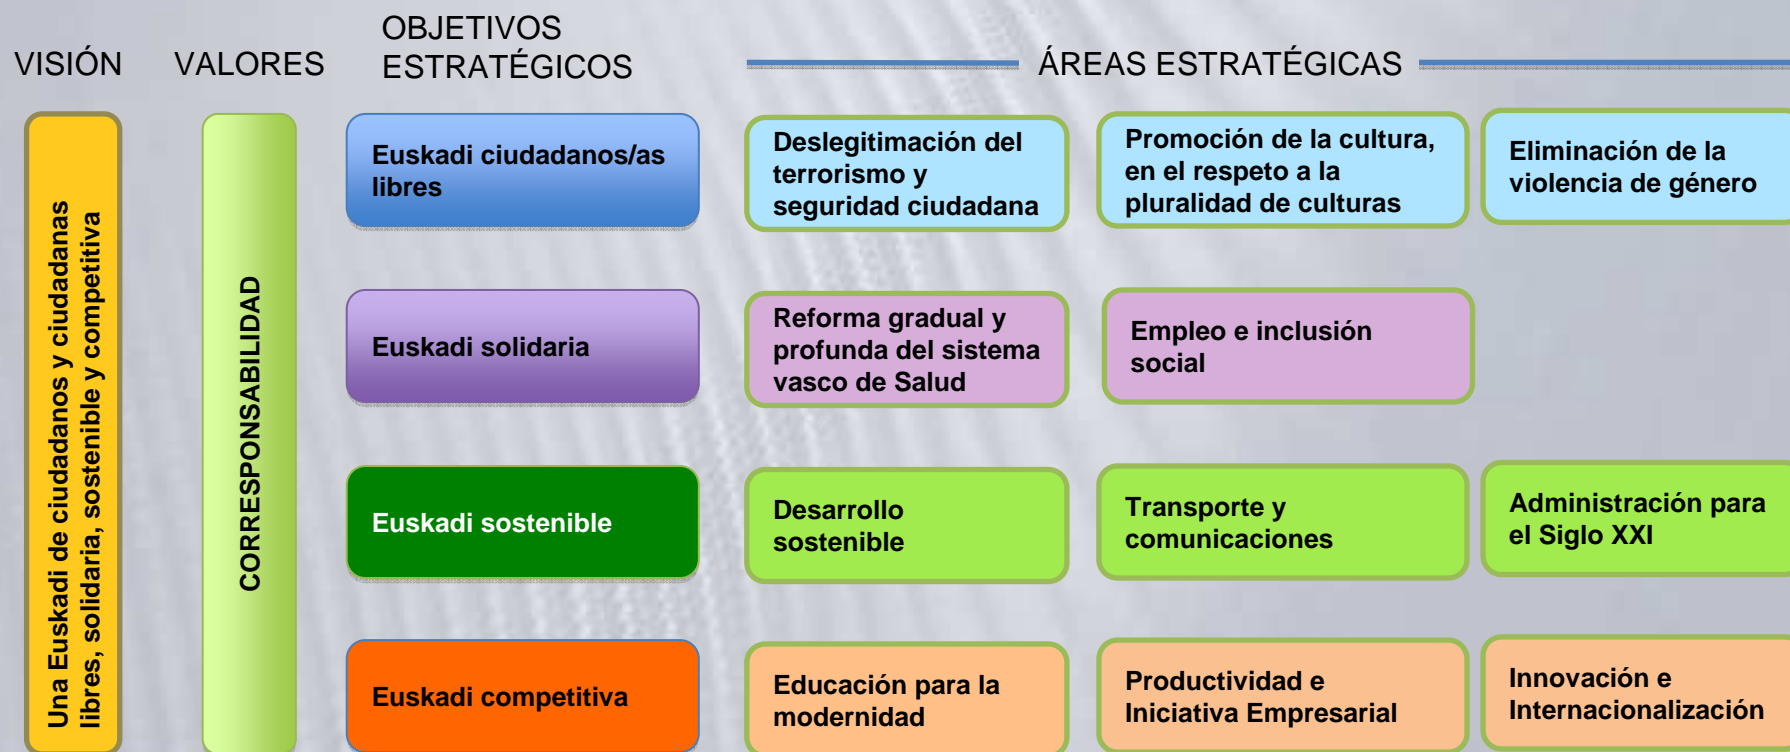 VISIÓN
VALORES
OBJETIVOS
ESTRATÉGICOS
ÁREAS ESTRATÉGICAS
Una Euskadi de ciudadanos y ciudadanas
libres, solidaria, sostenible y competitiva
CORRESPONSABILIDAD
Euskadi ciudadanos/as
libres
Deslegitimación del
terrorismo y
seguridad ciudadana
Promoción de la cultura,
en el respeto a la
pluralidad de culturas
Eliminación de la
violencia de género
Euskadi solidaria
Reforma gradual y
profunda del sistema
vasco de Salud
Empleo e inclusión
social
Euskadi sostenible
Desarrollo
sostenible
Transporte y
comunicaciones
Administración para
el Siglo XXI
Euskadi competitiva
Educación para la
modernidad
Productividad e
Iniciativa Empresarial
Innovación e
Internacionalización